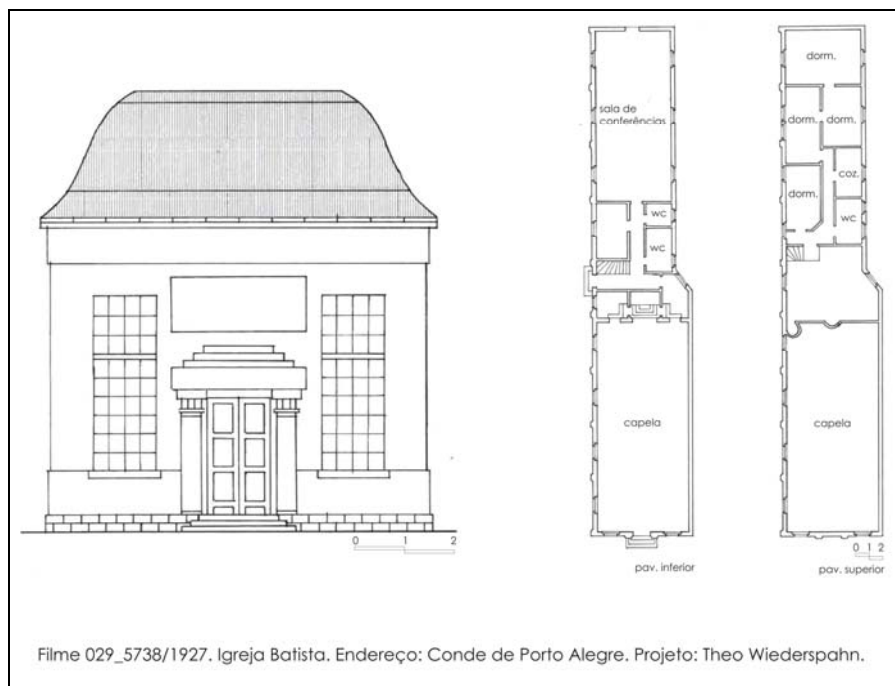 0 1 2
sala de
conferências
wc
wc
capela
pav. inferior
dorm.
dorm.
dorm.
coz.
dorm.
wc
capela
0 1 2
pav. superior
Filme 029_5738/1927. Igreja Batista. Endereço: Conde de Porto Alegre. Projeto: Theo Wiederspahn.